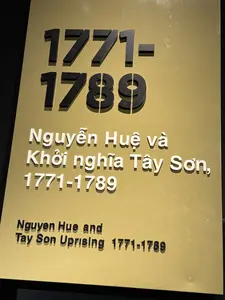 1771-
1789
Nguyễn Huệ và
Khởi nghĩa Tây Sơn,
1771-1789
Nguyen Hue and
Tay Son Uprising 1771-1789